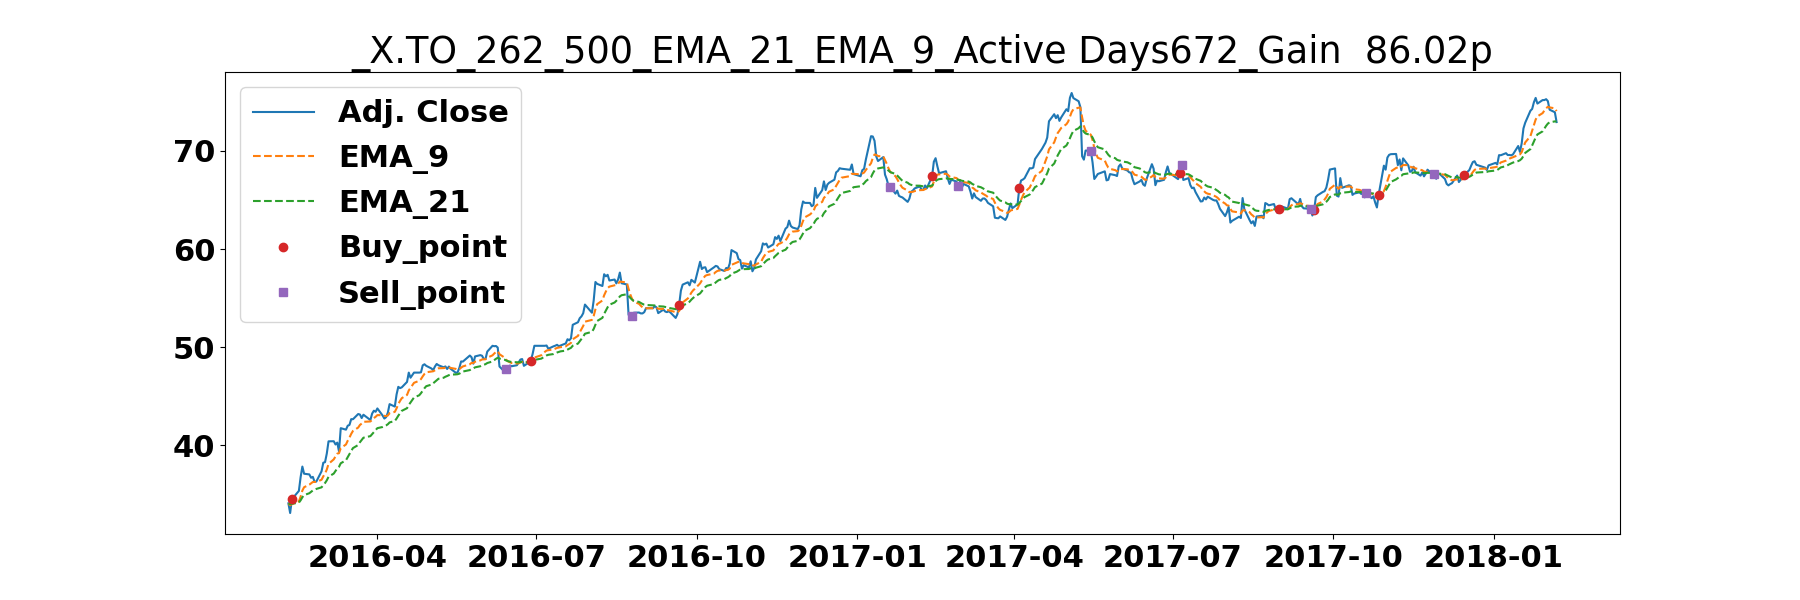 _X.TO_262_500_EMA_21_EMA_9_Active Days672_Gain  86.02p
Adj. Close
EMA_9
EMA_21
Buy_point
Sell_point
70
60
50
40
2016-04 2016-07 2016-10 2017-01 2017-04 2017-07 2017-10 2018-01